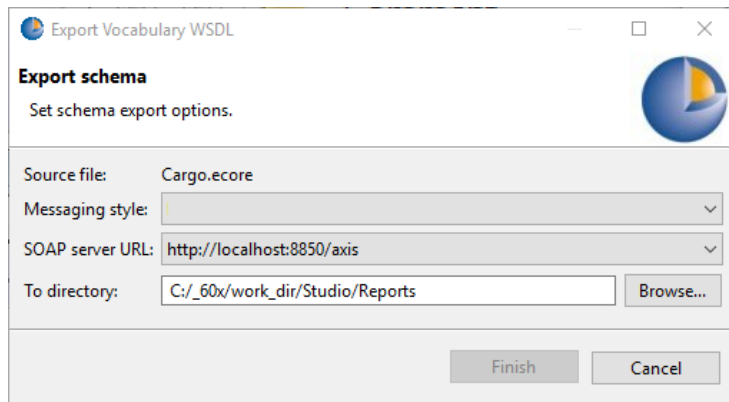 Export Vocabulary WSDL
Export schema
Set schema export options.
Source file: Cargo.ecore
Messaging style:
SOAP server URL: http://localhost:8850/axis
To directory: C:/_60x/work_dir/Studio/Reports Browse...
Finish Cancel